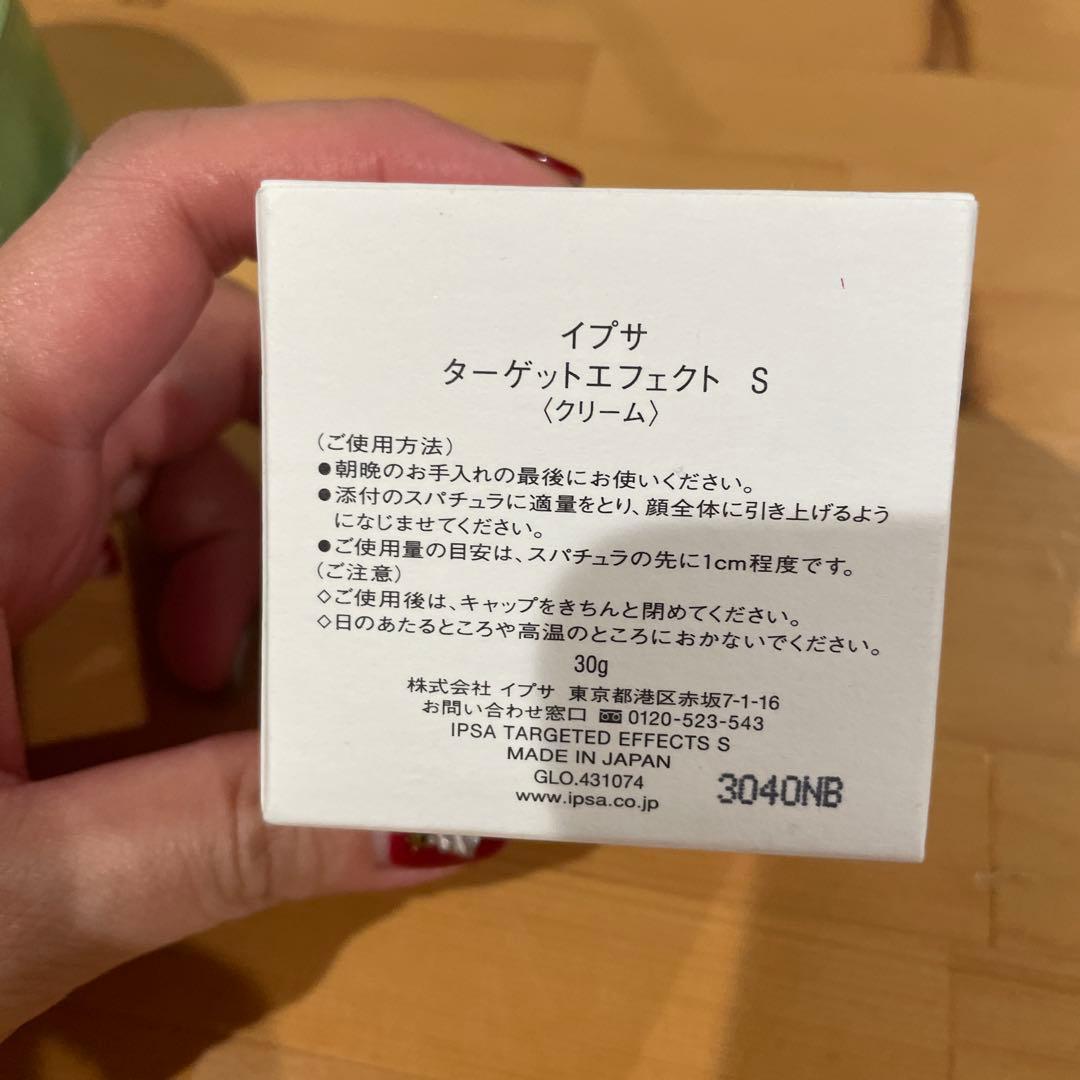 イプサ
ターゲットエフェクト S
〈クリーム〉
(ご使用方法)
●朝晩のお手入れの最後にお使いください。
●添付のスパチュラに適量をとり、顔全体に引き上げるよう
になじませてください。
●ご使用量の目安は、スパチュラの先に1cm程度です。
(ご注意)
◇ご使用後は、キャップをきちんと閉めてください。
◇日のあたるところや高温のところにおかないでください。
30g
株式会社 イプサ 東京都港区赤坂7-1-16
お問い合わせ窓口 0120-523-543
IPSA TARGETED EFFECTS S
MADE IN JAPAN
GLO.431074
www.ipsa.co.jp
3040NB